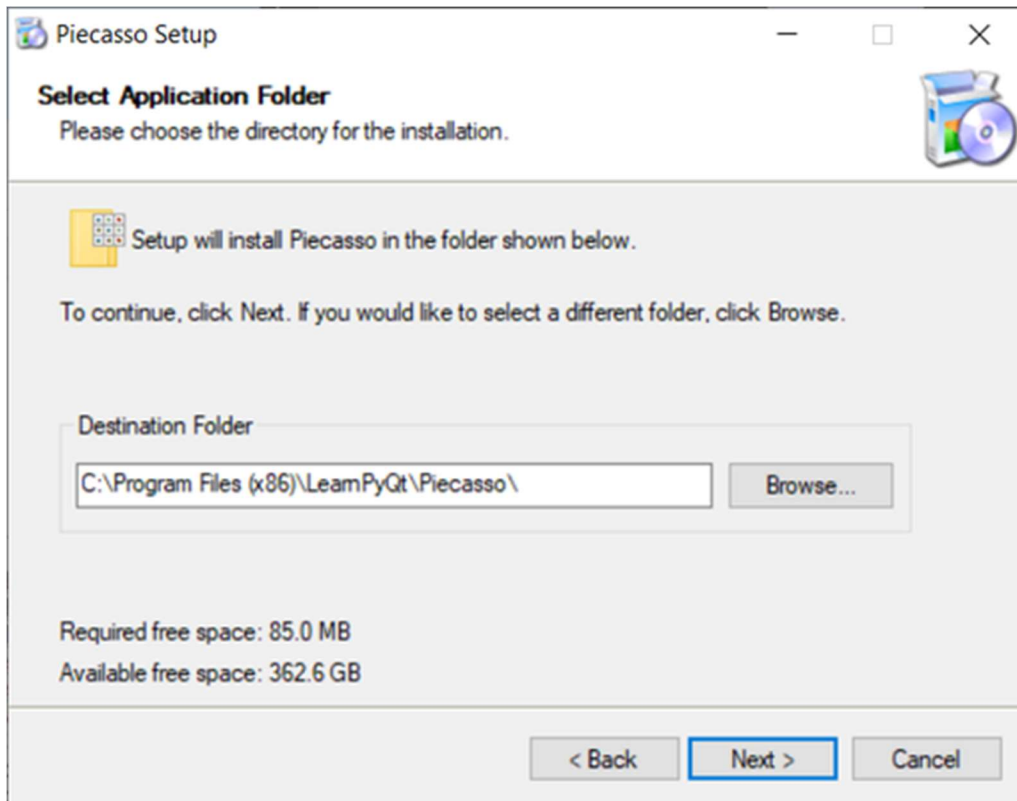 Piecasso Setup
Select Application Folder
Please choose the directory for the installation.
Setup will install Piecasso in the folder shown below.
To continue, click Next. If you would like to select a different folder, click Browse.
Destination Folder
C:\Program Files (x86)\LearnPyQt\Piecasso\
Browse...
Required free space: 85.0 MB
Available free space: 362.6 GB
< Back
Next >
Cancel